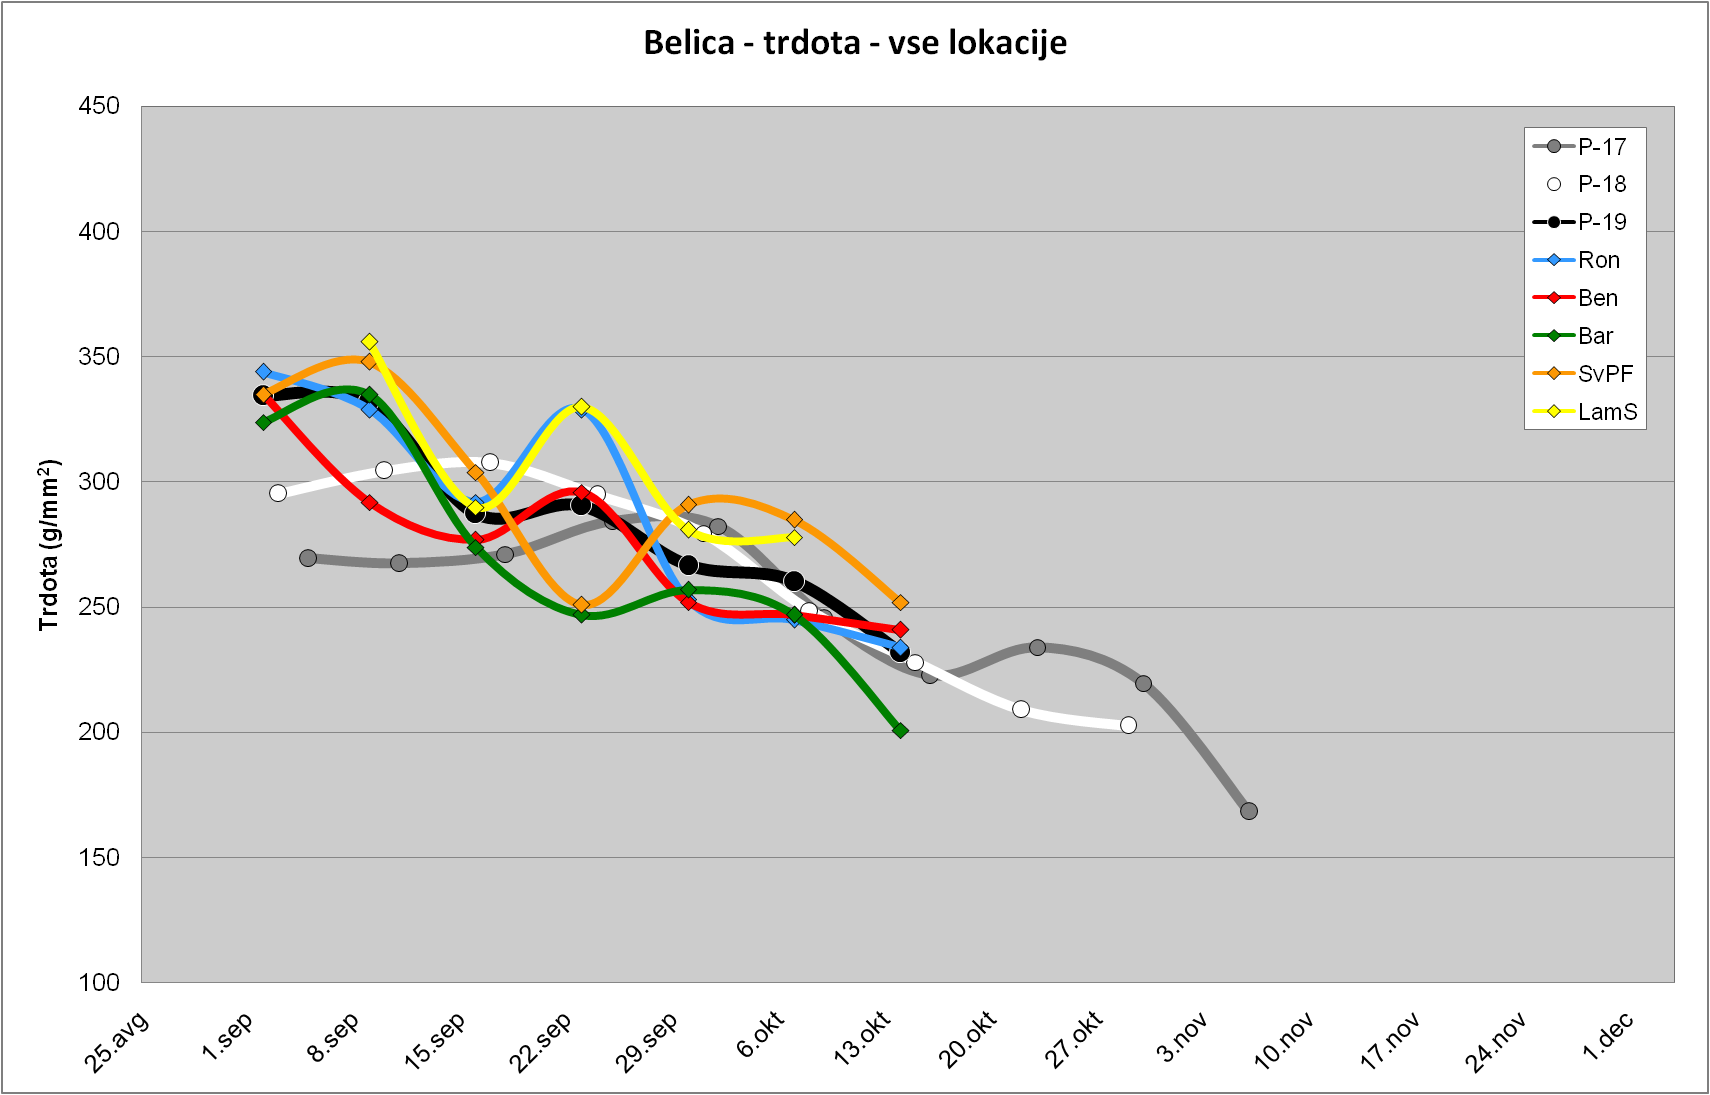 Belica - trdota - vse lokacije
450
400
350
300
250
200
150
100
Trdota (g/mm²)
25.avg
1.sep
8.sep
15.sep
22.sep
29.sep
6.okt
13.okt
20.okt
27.okt
3.nov
10.nov
17.nov
24.nov
1.dec
P-17
P-18
P-19
Ron
Ben
Bar
SvPF
LamS